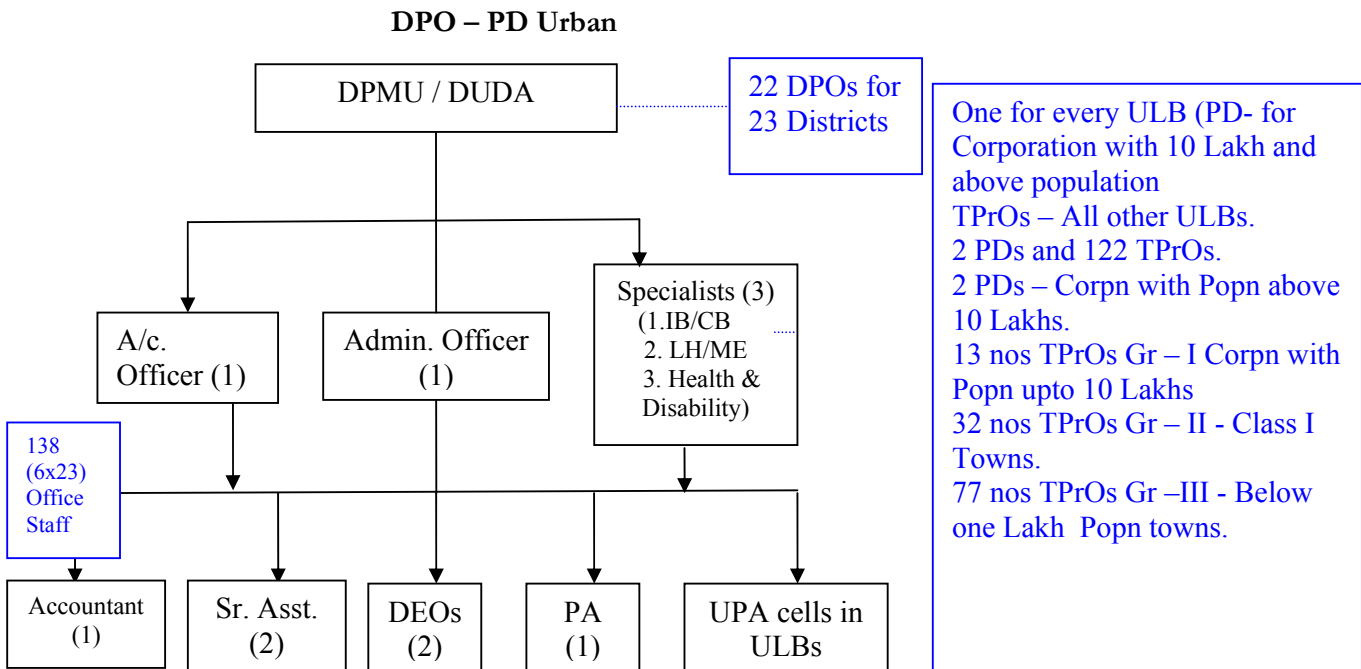 DPO – PD Urban
DPMU / DUDA
22 DPOs for
23 Districts
One for every ULB (PD- for
Corporation with 10 Lakh and
above population
TPrOs – All other ULBs.
2 PDs and 122 TPrOs.
2 PDs – Corpn with Popn above
10 Lakhs.
13 nos TPrOs Gr – I Corpn with
Popn upto 10 Lakhs
32 nos TPrOs Gr – II - Class I
Towns.
77 nos TPrOs Gr –III - Below
one Lakh Popn towns.
A/c.
Officer (1)
Admin. Officer
(1)
Specialists (3)
(1.IB/CB
2. LH/ME
3. Health &
Disability)
138
(6x23)
Office
Staff
Accountant
(1)
Sr. Asst.
(2)
DEOs
(2)
PA
(1)
UPA cells in
ULBs